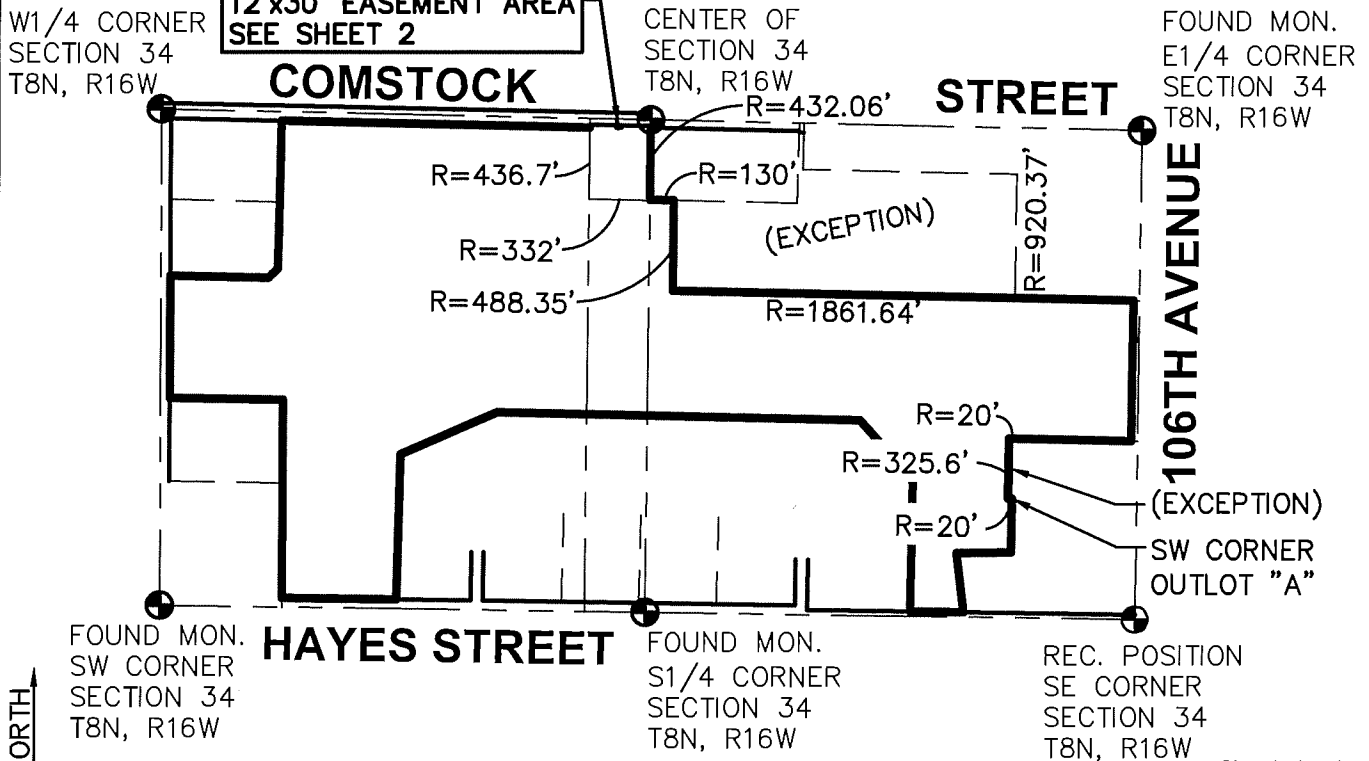 W1/4 CORNER
SECTION 34
T8N, R16W
12'x30' EASEMENT AREA
SEE SHEET 2
CENTER OF
SECTION 34
T8N, R16W
FOUND MON.
E1/4 CORNER
SECTION 34
T8N, R16W
COMSTOCK STREET
R=432.06'
R=436.7'
R=130'
R=332'
(EXCEPTION)
R=920.37'
R=488.35'
R=1861.64'
106TH AVENUE
R=20'
R=325.6'
(EXCEPTION)
R=20'
SW CORNER
OUTLOT "A"
HAYES STREET
FOUND MON.
SW CORNER
SECTION 34
T8N, R16W
FOUND MON.
S1/4 CORNER
SECTION 34
T8N, R16W
REC. POSITION
SE CORNER
SECTION 34
T8N, R16W
ORTH